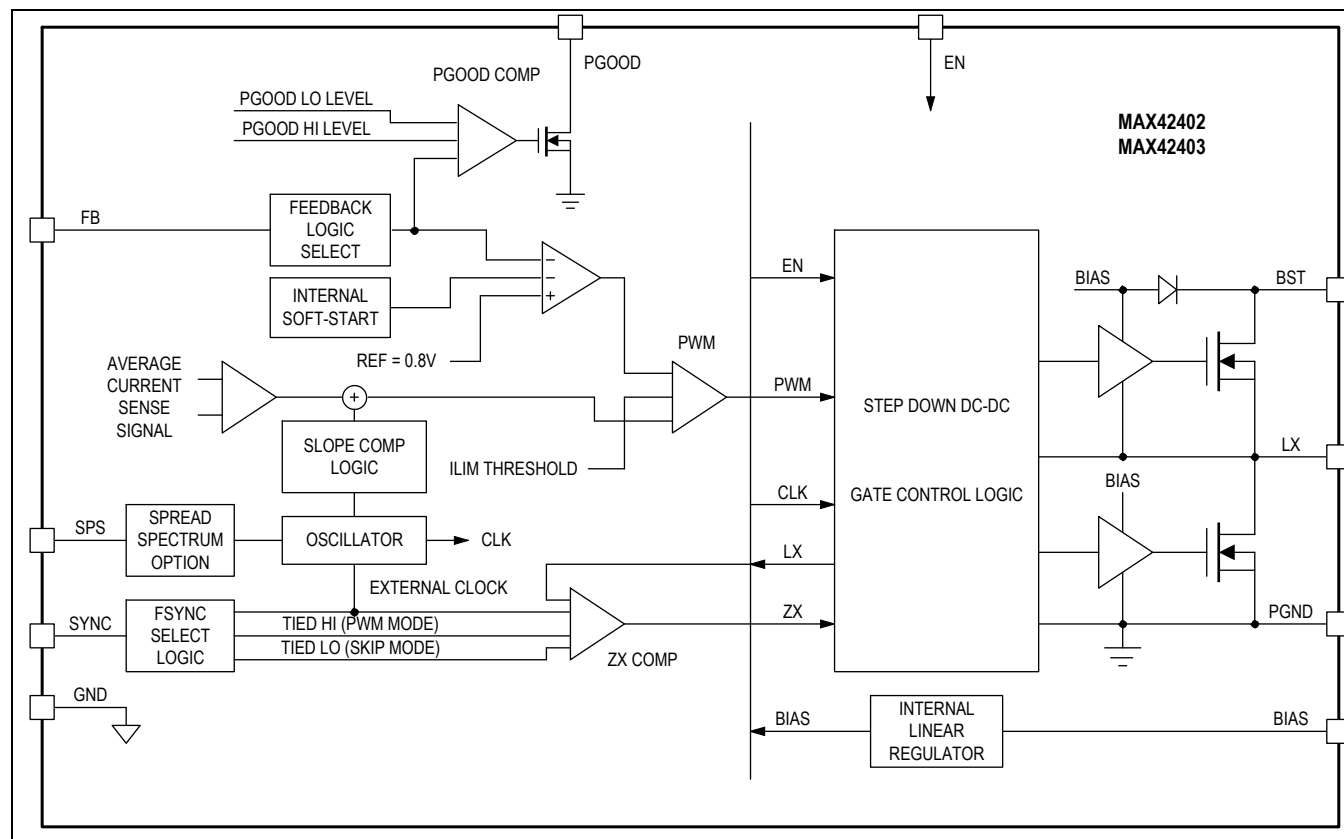 PGOOD
EN
PGOOD COMP
PGOOD LO LEVEL
PGOOD HI LEVEL
MAX42402
MAX42403
FB
FEEDBACK
LOGIC
SELECT
INTERNAL
SOFT-START
−
−
+
REF = 0.8V
AVERAGE
CURRENT
SENSE
SIGNAL
+
PWM
SLOPE COMP
LOGIC
ILIM THRESHOLD
SPS
SPREAD
SPECTRUM
OPTION
OSCILLATOR
CLK
EXTERNAL CLOCK
SYNC
FSYNC
SELECT
LOGIC
TIED HI (PWM MODE)
TIED LO (SKIP MODE)
ZX COMP
GND
EN
PWM
CLK
LX
ZX
BIAS
STEP DOWN DC-DC
GATE CONTROL LOGIC
BIAS
BST
LX
BIAS
PGND
INTERNAL
LINEAR
REGULATOR
BIAS